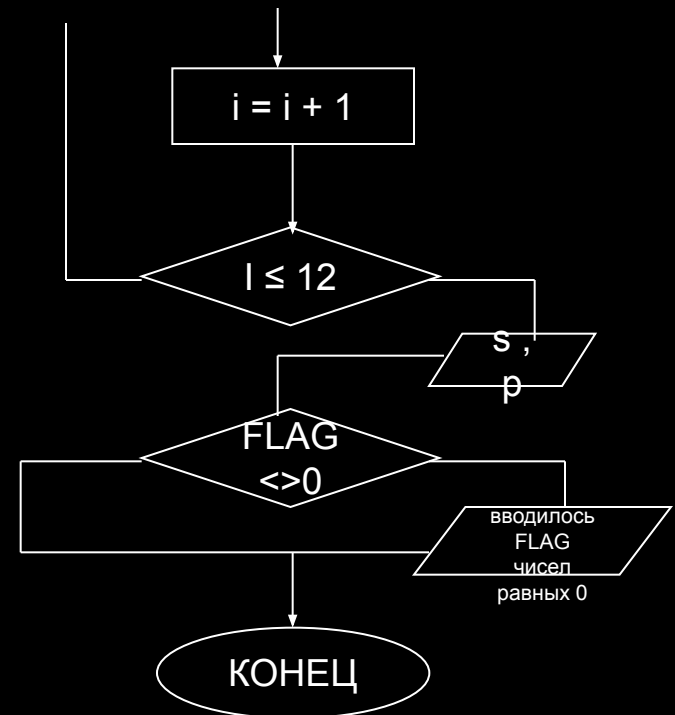 i = i + 1
I ≤ 12
s ,
p
FLAG
<>0
вводилось
FLAG
чисел
равных 0
КОНЕЦ